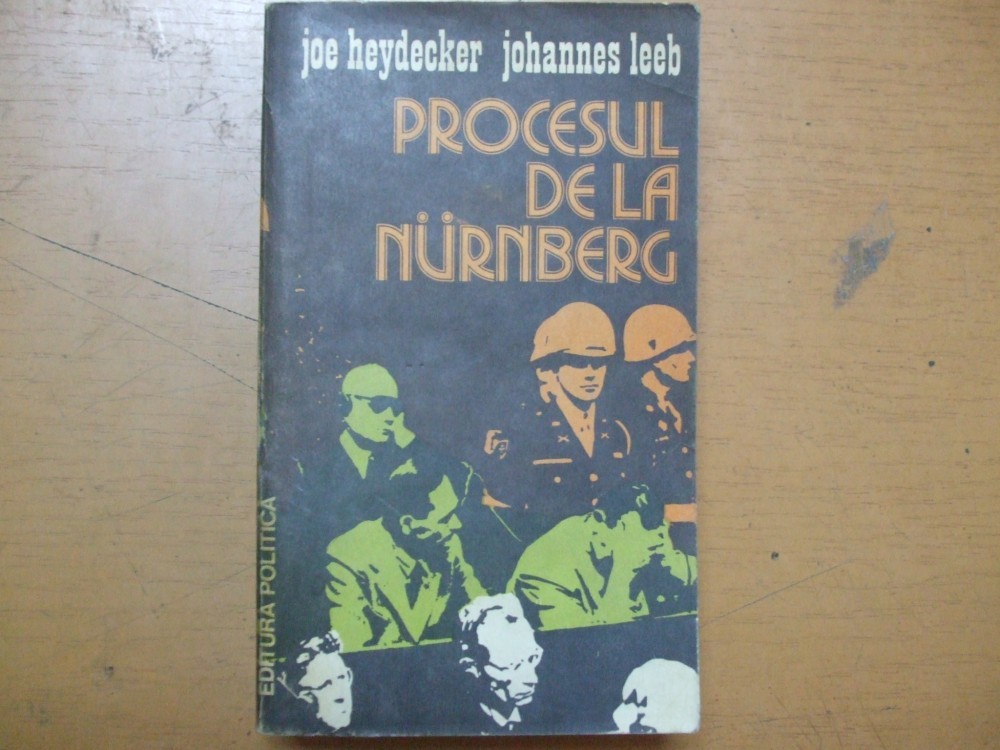 joe heydecker johannes leeb
PROCESUL
DE LA
NÜRNBERG
EDITURA POLITICĂ